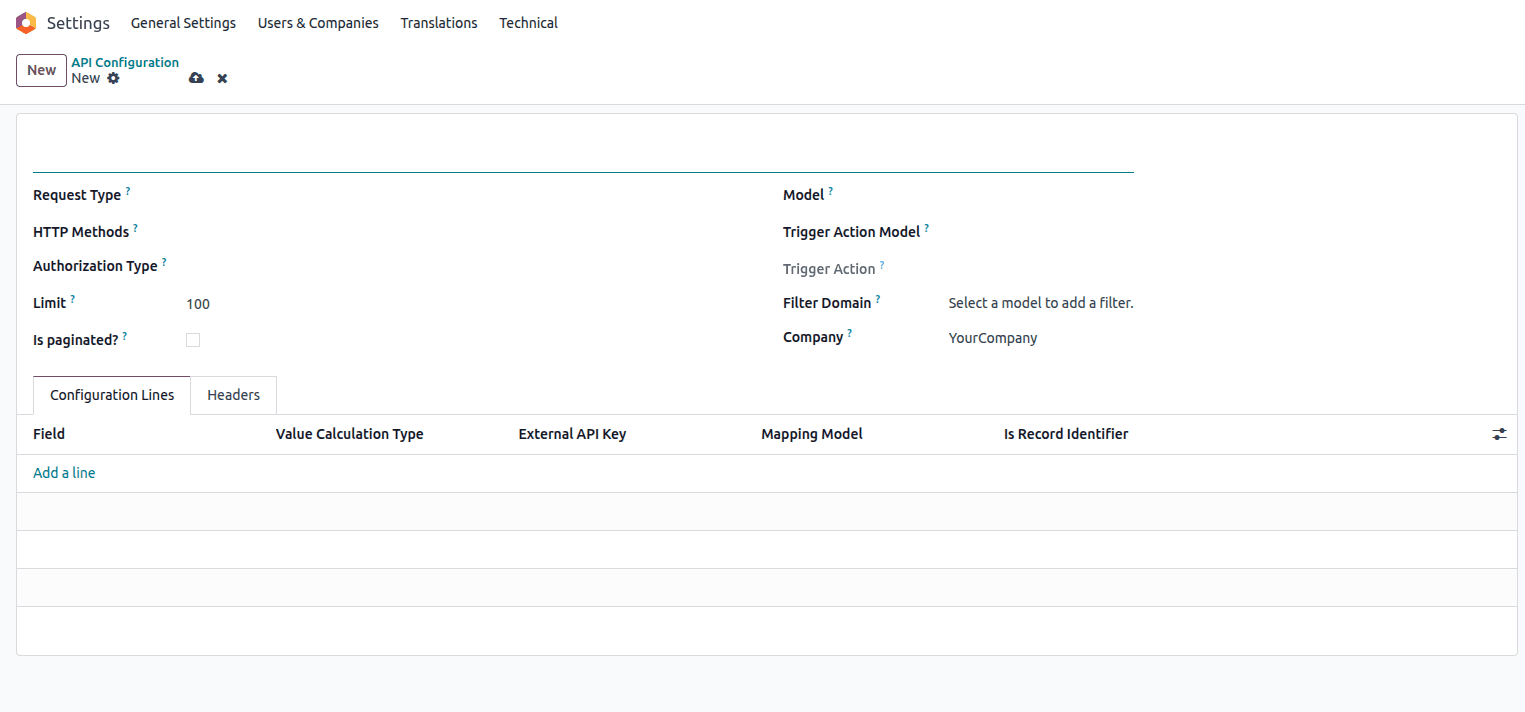 Settings General Settings Users & Companies Translations Technical
New
API Configuration
New
Request Type ?
Model ?
HTTP Methods ?
Trigger Action Model ?
Authorization Type ?
Trigger Action ?
Limit ? 100
Filter Domain ? Select a model to add a filter.
Is paginated? ?
Company ? YourCompany
Configuration Lines Headers
Field Value Calculation Type External API Key Mapping Model Is Record Identifier
Add a line